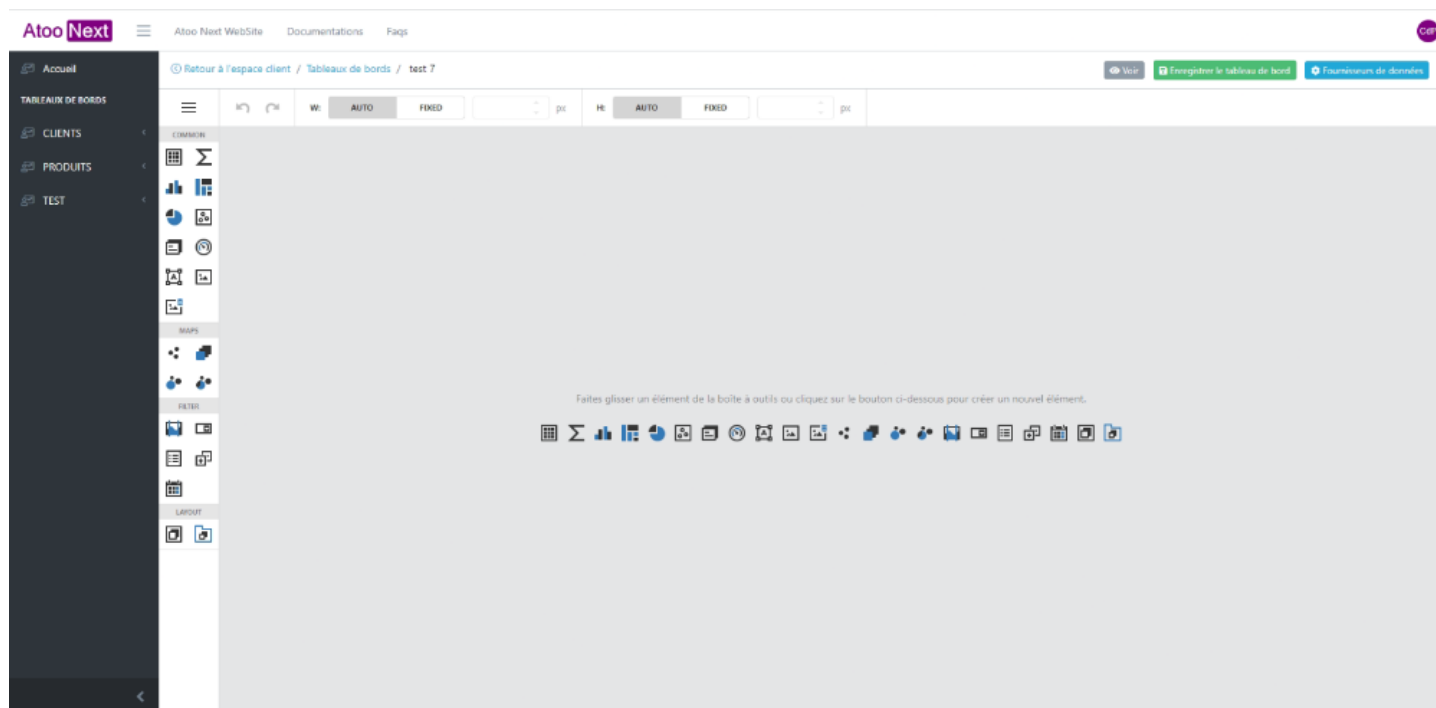 Atoo Next
Atoo Next WebSite Documentations Faqs
Accueil
Retour à l'espace client / Tableaux de bords / test 7
Voir
Enregistrer le tableau de bord
Fournisseurs de données
TABLEAUX DE BORDS
CLIENTS
PRODUITS
TEST
W: AUTO FIXED px H: AUTO FIXED px
COMMON
MAPS
FILTER
LAYOUT
Faites glisser un élément de la boîte à outils ou cliquez sur le bouton ci-dessous pour créer un nouvel élément.